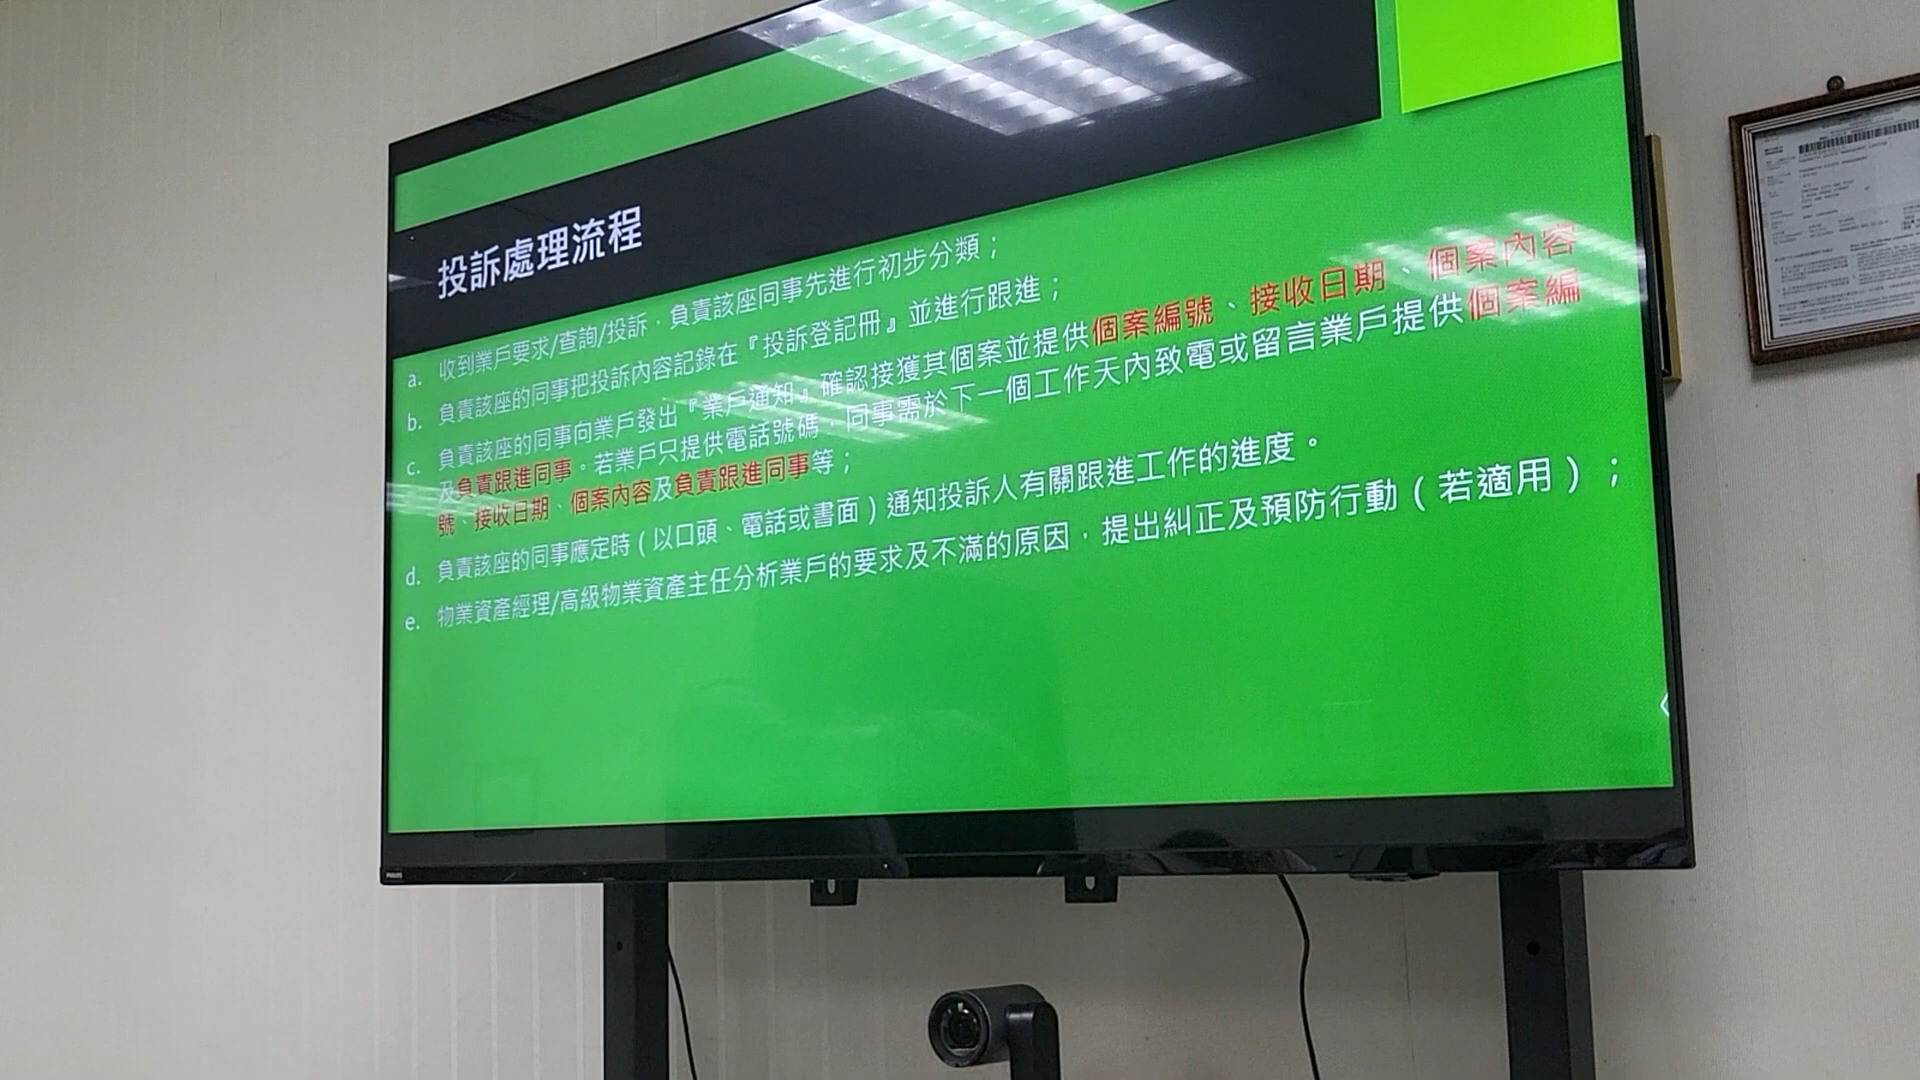 投訴處理流程
a. 收到業戶要求/查詢/投訴，負責該座同事先進行初步分類；
b. 負責該座的同事把投訴內容記錄在『投訴登記冊』並進行跟進；
c. 負責該座的同事向業戶發出『業戶通知』確認接獲其個案並提供個案編號、接收日期、個案內容
及負責跟進同事。若業戶只提供電話號碼，同事需於下一個工作天內致電或留言業戶提供個案編
號、接收日期、個案內容及負責跟進同事等；
d. 負責該座的同事應定時（以口頭、電話或書面）通知投訴人有關跟進工作的進度。
e. 物業資產經理/高級物業資產主任分析業戶的要求及不滿的原因，提出糾正及預防行動（若適用）；
PHILIPS